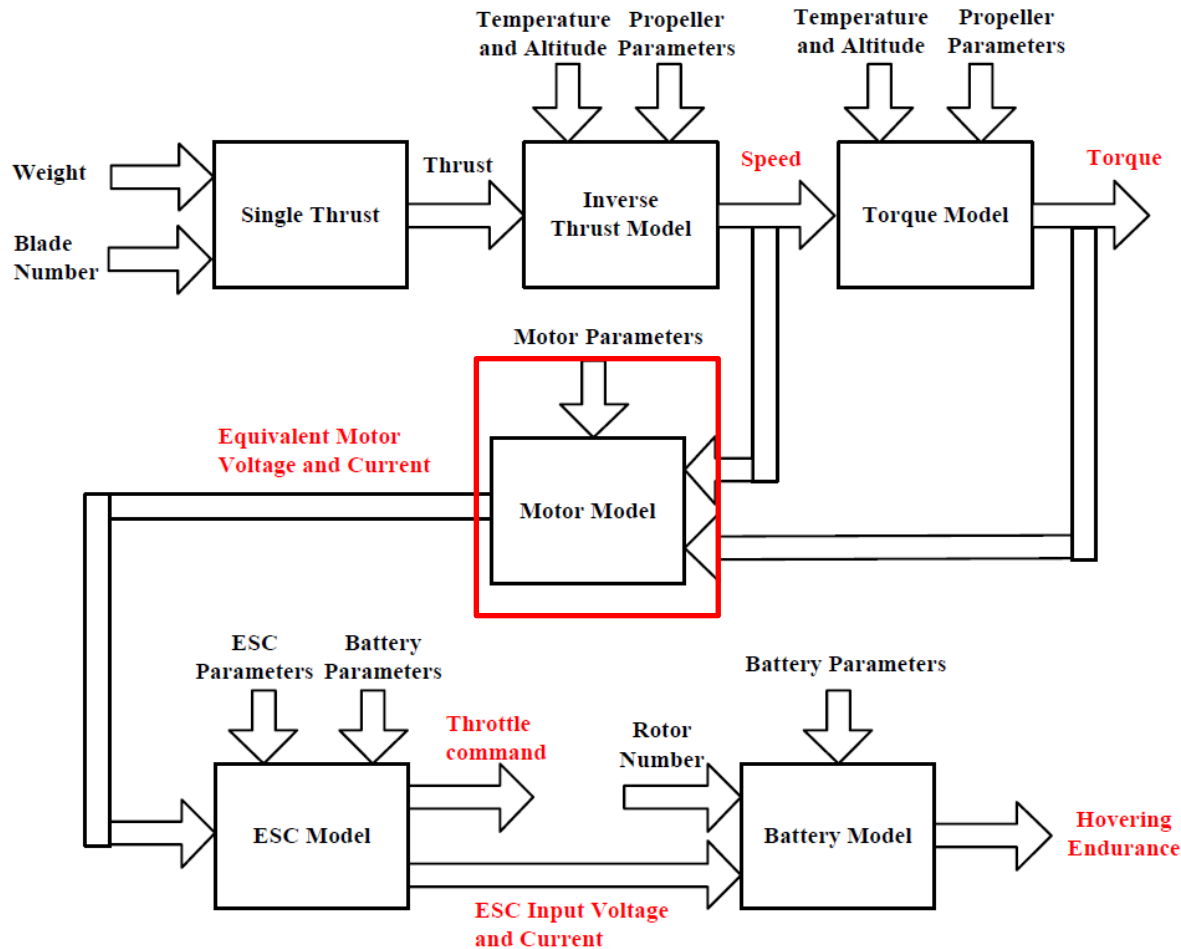 Temperature
and Altitude
Propeller
Parameters
Temperature
and Altitude
Propeller
Parameters
Weight
Blade
Number
Single Thrust
Thrust
Inverse
Thrust Model
Speed
Torque Model
Torque
Motor Parameters
Equivalent Motor
Voltage and Current
Motor Model
ESC
Parameters
Battery
Parameters
Throttle
command
Rotor
Number
Battery Parameters
ESC Model
Battery Model
Hovering
Endurance
ESC Input Voltage
and Current